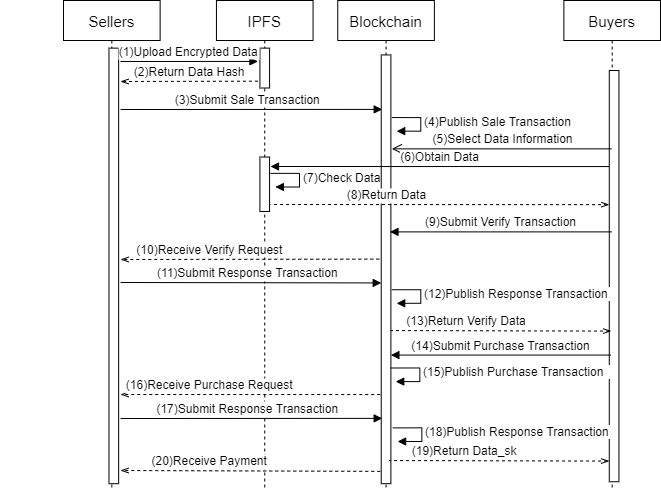 Sellers
IPFS
Blockchain
Buyers
(1)Upload Encrypted Data
(2)Return Data Hash
(3)Submit Sale Transaction
(4)Publish Sale Transaction
(5)Select Data Information
(6)Obtain Data
(7)Check Data
(8)Return Data
(9)Submit Verify Transaction
(10)Receive Verify Request
(11)Submit Response Transaction
(12)Publish Response Transaction
(13)Return Verify Data
(14)Submit Purchase Transaction
(15)Publish Purchase Transaction
(16)Receive Purchase Request
(17)Submit Response Transaction
(18)Publish Response Transaction
(19)Return Data_sk
(20)Receive Payment